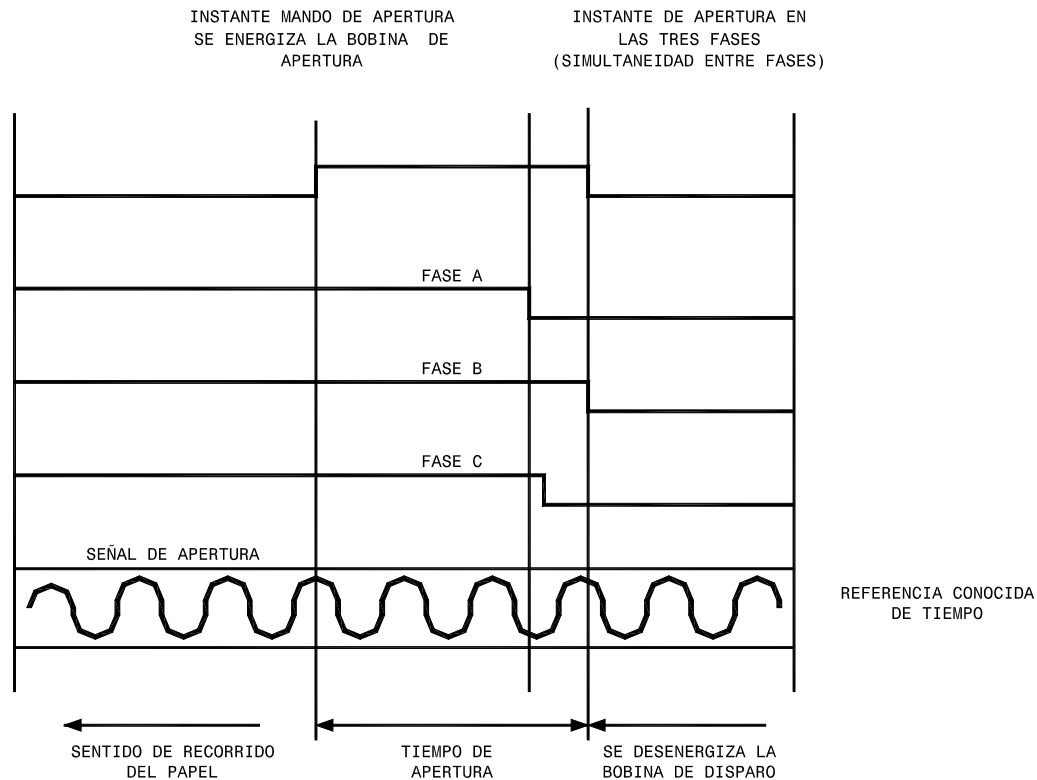 INSTANTE MANDO DE APERTURA
SE ENERGIZA LA BOBINA DE
APERTURA
INSTANTE DE APERTURA EN
LAS TRES FASES
(SIMULTANEIDAD ENTRE FASES)
FASE A
FASE B
FASE C
SEÑAL DE APERTURA
REFERENCIA CONOCIDA
DE TIEMPO
SENTIDO DE RECORRIDO
DEL PAPEL
TIEMPO DE
APERTURA
SE DESENERGIZA LA
BOBINA DE DISPARO